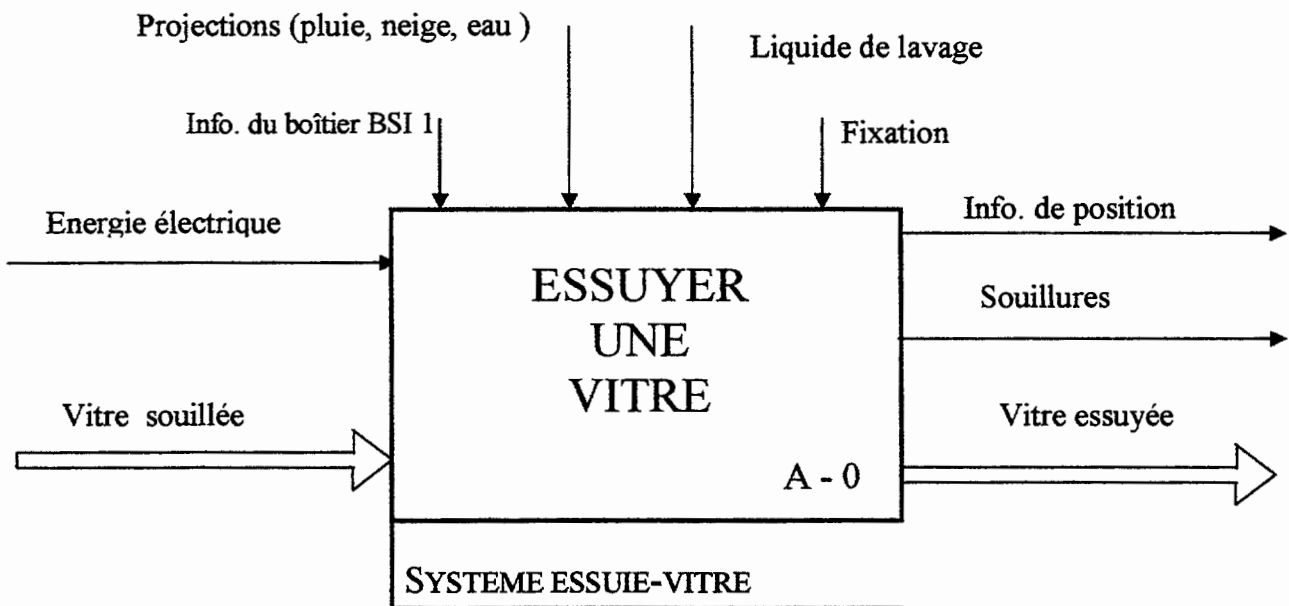 Projections (pluie, neige, eau )
Liquide de lavage
Info. du boîtier BSI 1
Fixation
Energie électrique
Info. de position
ESSUYER
UNE
VITRE
Souillures
Vitre souillée
Vitre essuyée
A - 0
SYSTEME ESSUIE-VITRE